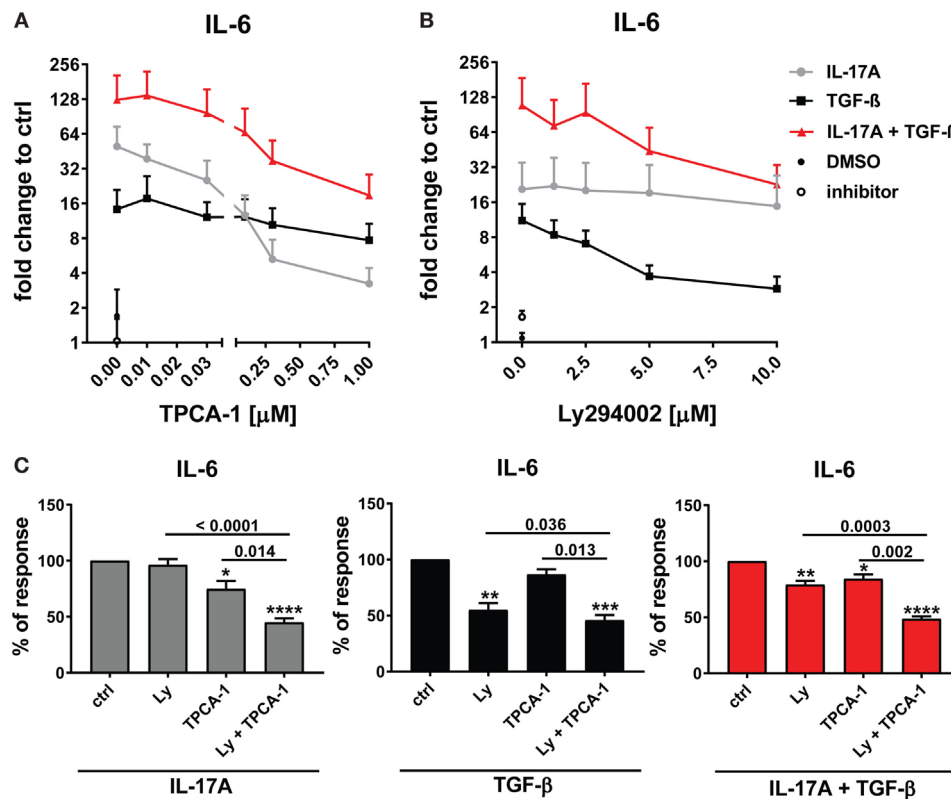 A
IL-6
fold change to ctrl
256
128
64
32
16
8
4
2
1
0.00
0.01
0.02
0.03
0.25
0.50
0.75
1.00
TPCA-1 [µM]
B
IL-6
fold change to ctrl
256
128
64
32
16
8
4
2
1
0.0
2.5
5.0
7.5
10.0
Ly294002 [µM]
IL-17A
TGF-ß
IL-17A + TGF-ß
DMSO
inhibitor
C
IL-6
% of response
150
100
50
0
< 0.0001
0.014
*
****
ctrl
Ly
TPCA-1
Ly + TPCA-1
IL-17A
IL-6
% of response
150
100
50
0
0.036
0.013
**
***
ctrl
Ly
TPCA-1
Ly + TPCA-1
TGF-β
IL-6
% of response
150
100
50
0
0.0003
0.002
**
*
****
ctrl
Ly
TPCA-1
Ly + TPCA-1
IL-17A + TGF-β